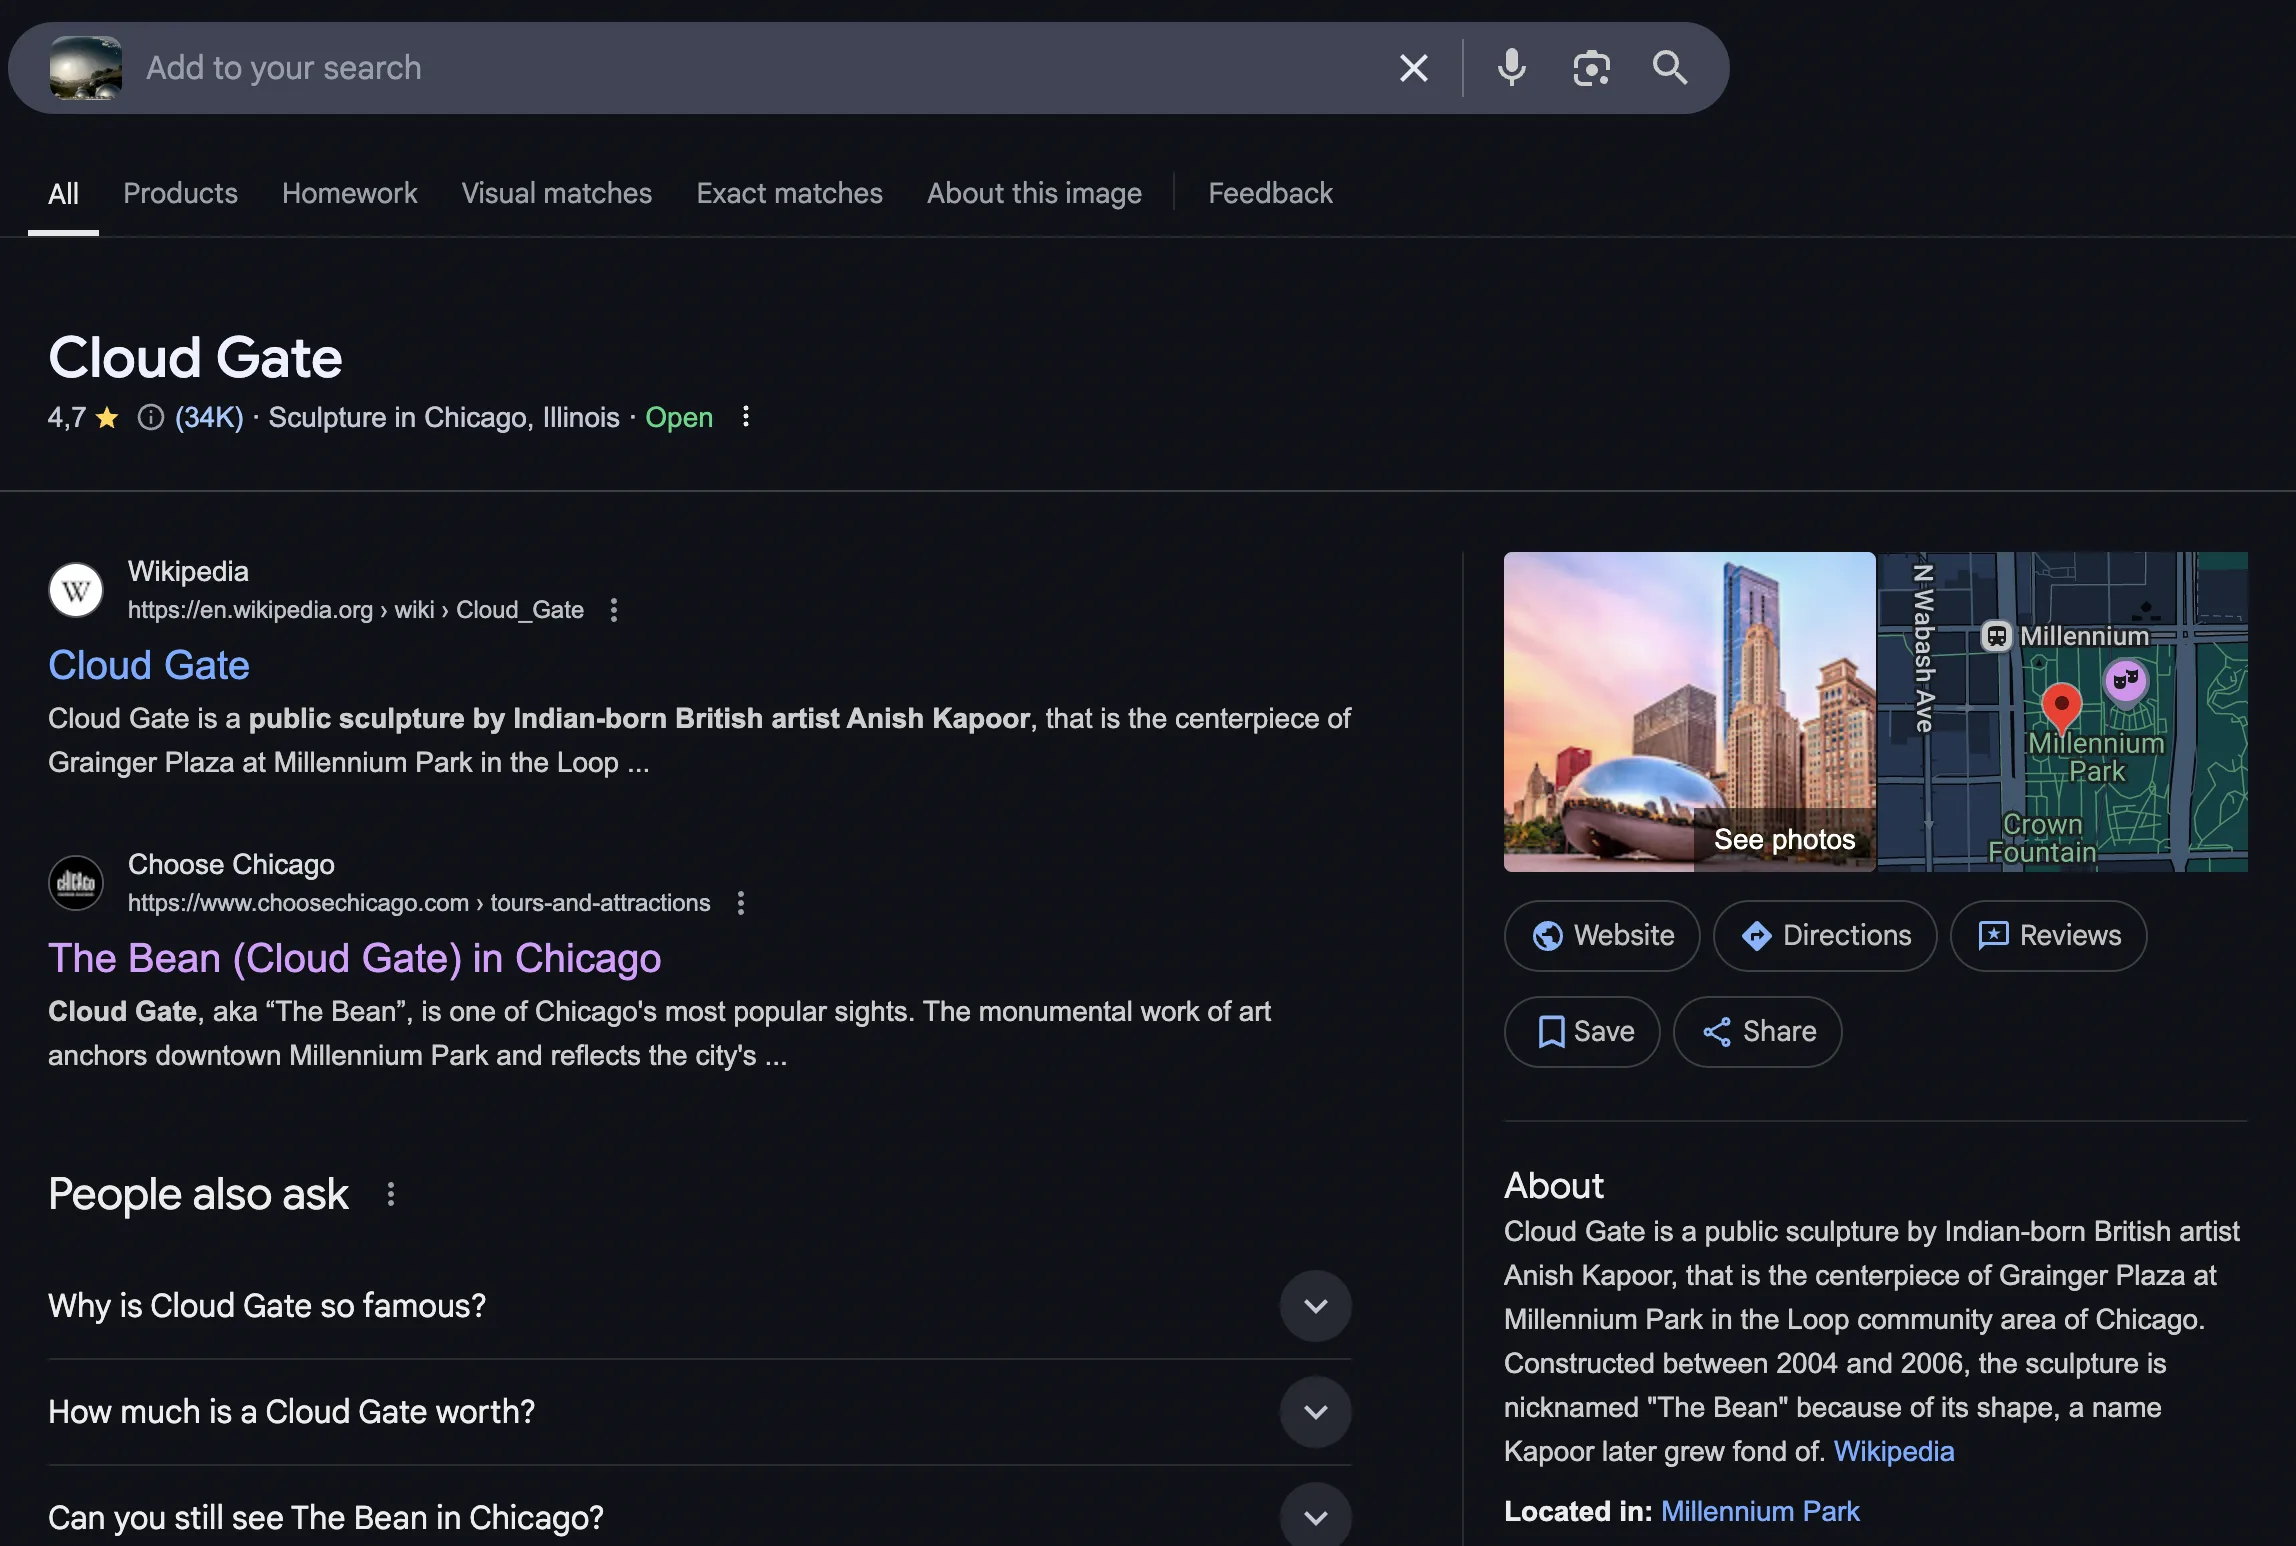 Add to your search
All Products Homework Visual matches Exact matches About this image Feedback
Cloud Gate
4,7 (34K) · Sculpture in Chicago, Illinois · Open
Wikipedia
https://en.wikipedia.org › wiki › Cloud_Gate
Cloud Gate
Cloud Gate is a public sculpture by Indian-born British artist Anish Kapoor, that is the centerpiece of
Grainger Plaza at Millennium Park in the Loop ...
CHICAGO
Choose Chicago
https://www.choosechicago.com › tours-and-attractions
The Bean (Cloud Gate) in Chicago
Cloud Gate, aka “The Bean”, is one of Chicago's most popular sights. The monumental work of art
anchors downtown Millennium Park and reflects the city's ...
People also ask
Why is Cloud Gate so famous?
How much is a Cloud Gate worth?
Can you still see The Bean in Chicago?
See photos
N Wabash Ave
Millennium
Millennium
Park
Crown
Fountain
Website Directions Reviews
Save Share
About
Cloud Gate is a public sculpture by Indian-born British artist
Anish Kapoor, that is the centerpiece of Grainger Plaza at
Millennium Park in the Loop community area of Chicago.
Constructed between 2004 and 2006, the sculpture is
nicknamed "The Bean" because of its shape, a name
Kapoor later grew fond of. Wikipedia
Located in: Millennium Park